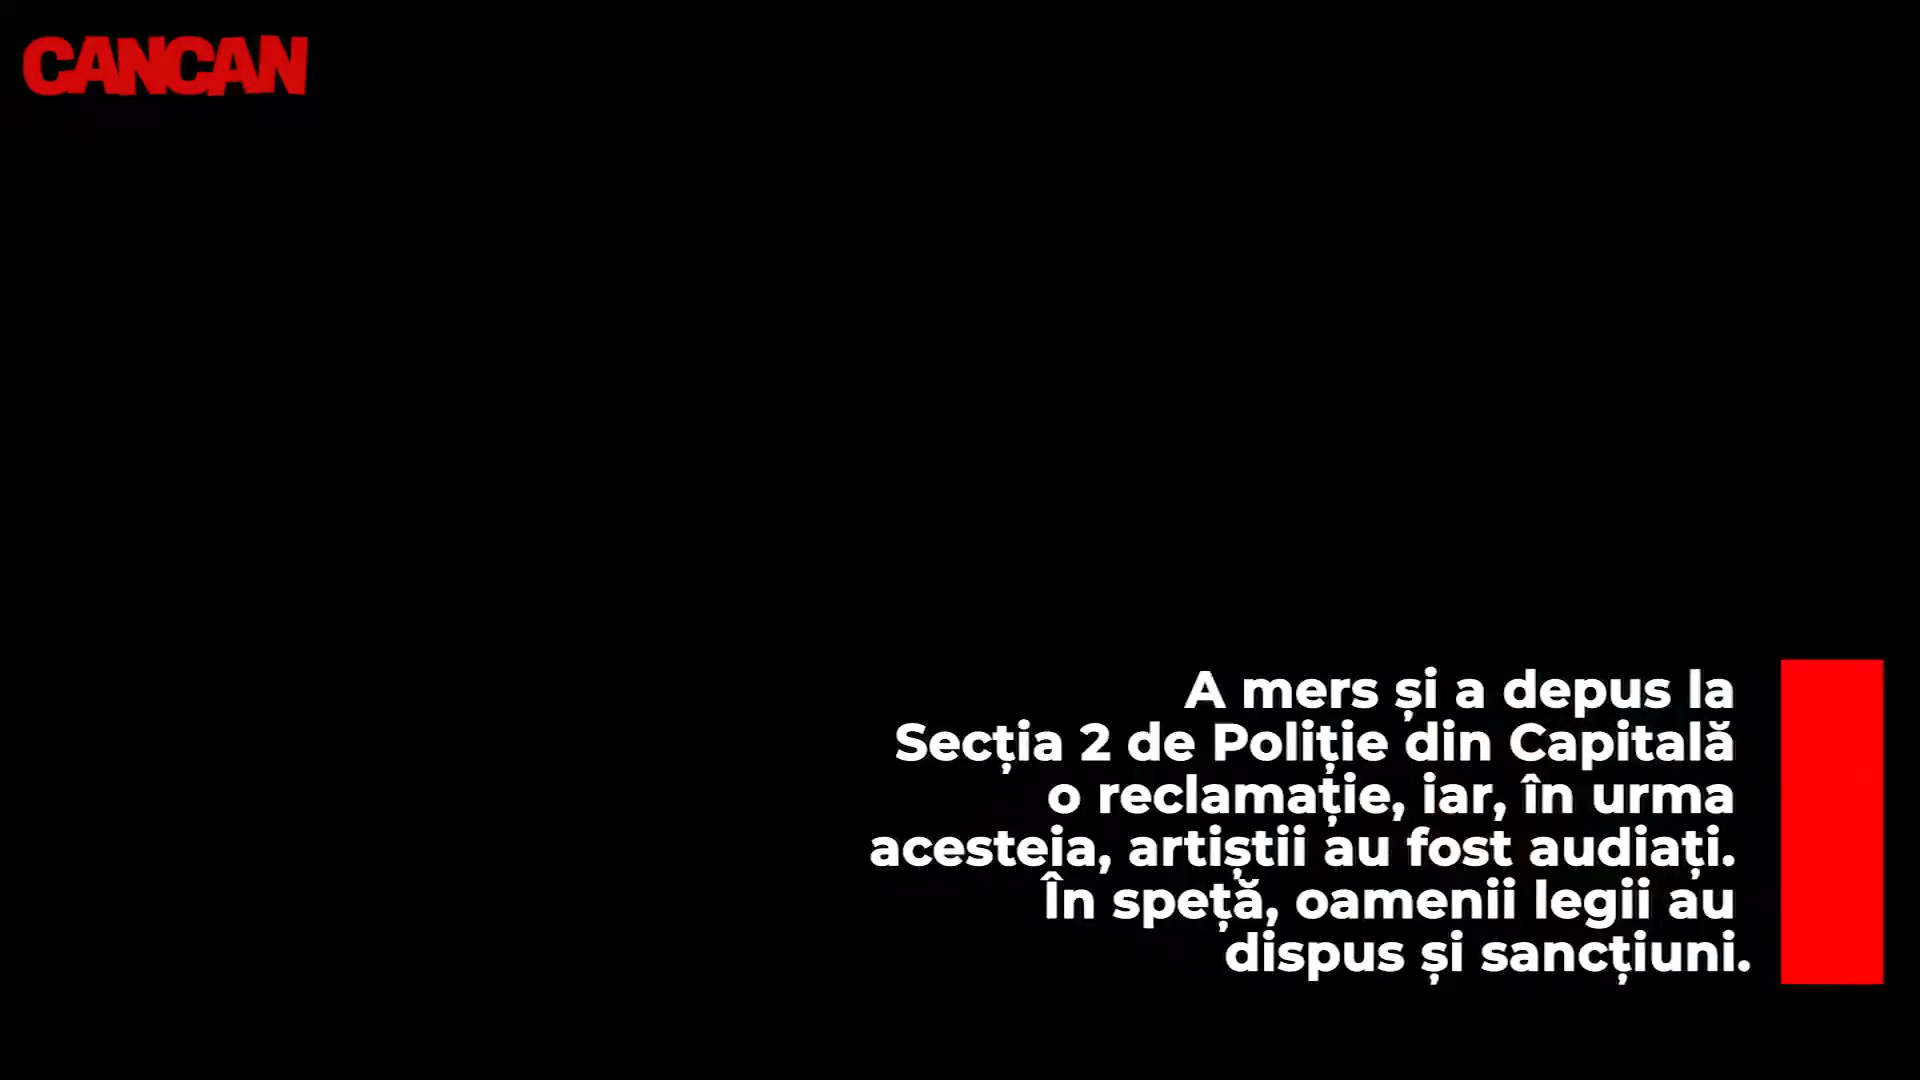 CANCAN
A mers și a depus la
Secția 2 de Poliție din Capitală
o reclamație, iar, în urma
acesteia, artiștii au fost audiați.
În speță, oamenii legii au
dispus și sancțiuni.